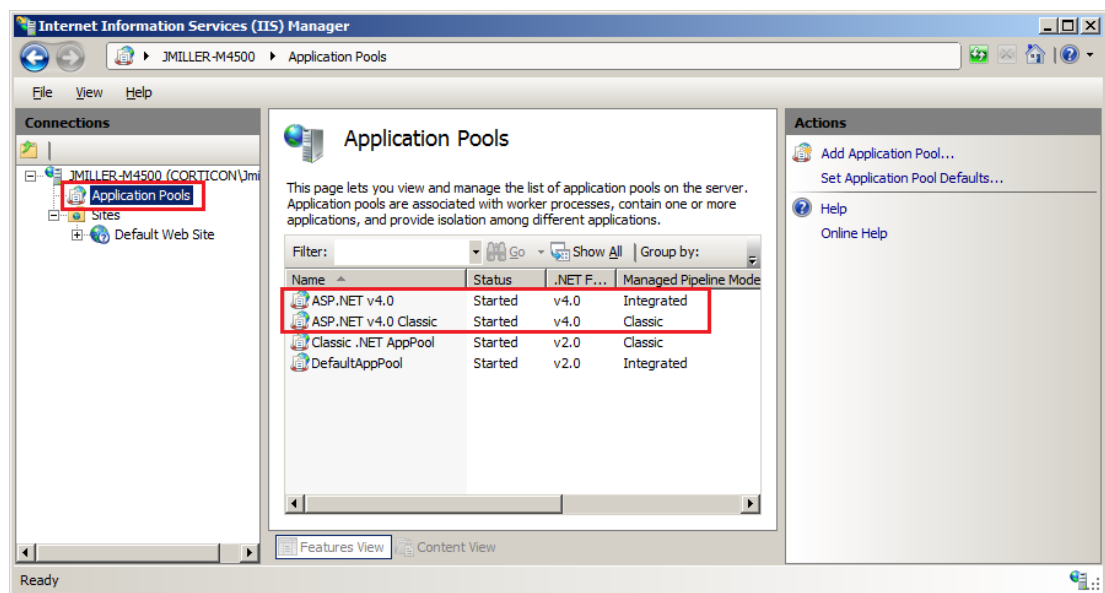 Internet Information Services (IIS) Manager
JMILLER-M4500 Application Pools
File View Help
Connections
JMILLER-M4500 (CORTICON\Jmi
Application Pools
Sites
Default Web Site
Application Pools
This page lets you view and manage the list of application pools on the server.
Application pools are associated with worker processes, contain one or more
applications, and provide isolation among different applications.
Filter: Go Show All Group by:
Name Status .NET F... Managed Pipeline Mode
ASP.NET v4.0 Started v4.0 Integrated
ASP.NET v4.0 Classic Started v4.0 Classic
Classic .NET AppPool Started v2.0 Classic
DefaultAppPool Started v2.0 Integrated
Features View Content View
Actions
Add Application Pool...
Set Application Pool Defaults...
Help
Online Help
Ready